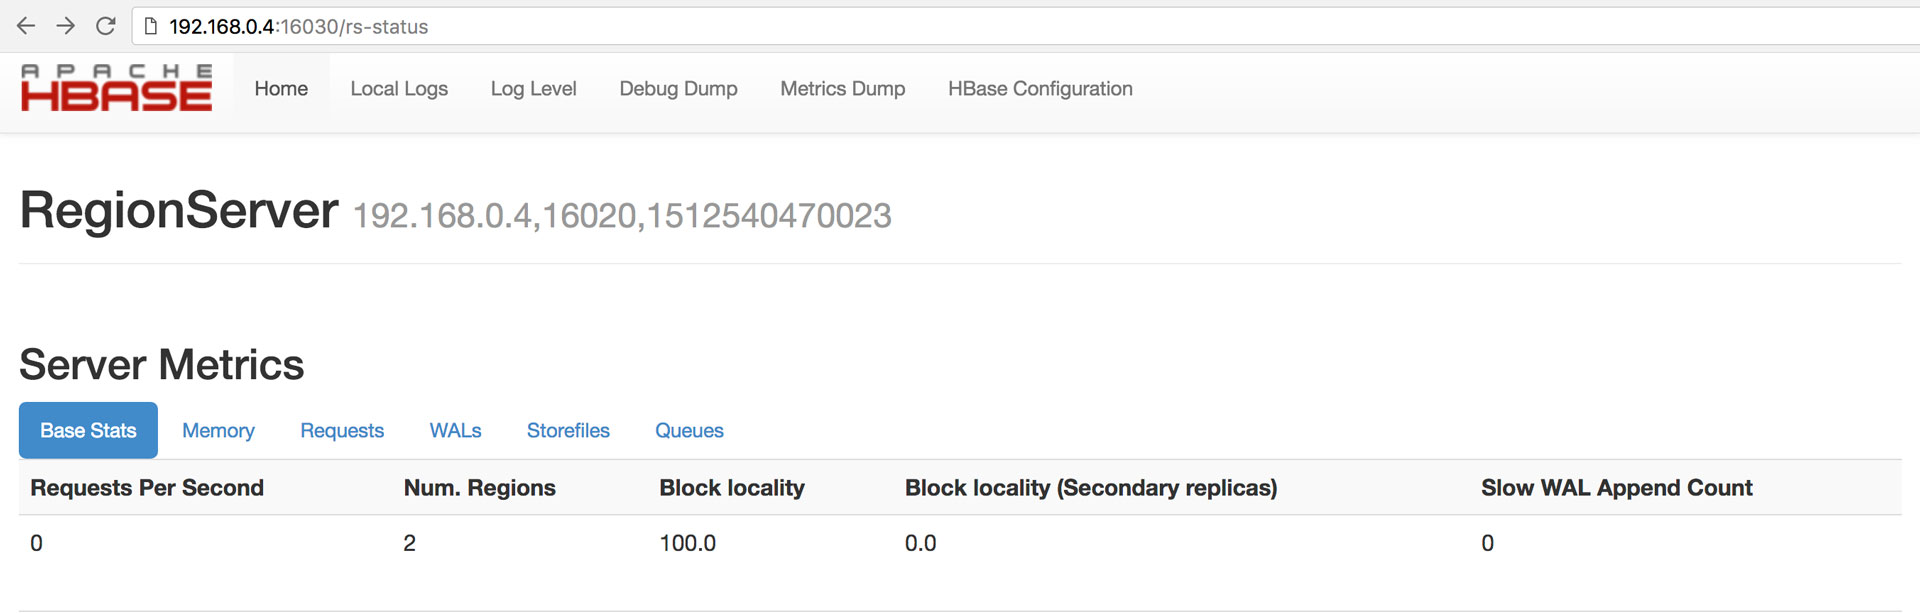 192.168.0.4:16030/rs-status
APACHE
HBASE
Home Local Logs Log Level Debug Dump Metrics Dump HBase Configuration
RegionServer 192.168.0.4,16020,1512540470023
Server Metrics
Base Stats Memory Requests WALs Storefiles Queues
Requests Per Second Num. Regions Block locality Block locality (Secondary replicas) Slow WAL Append Count
0 2 100.0 0.0 0